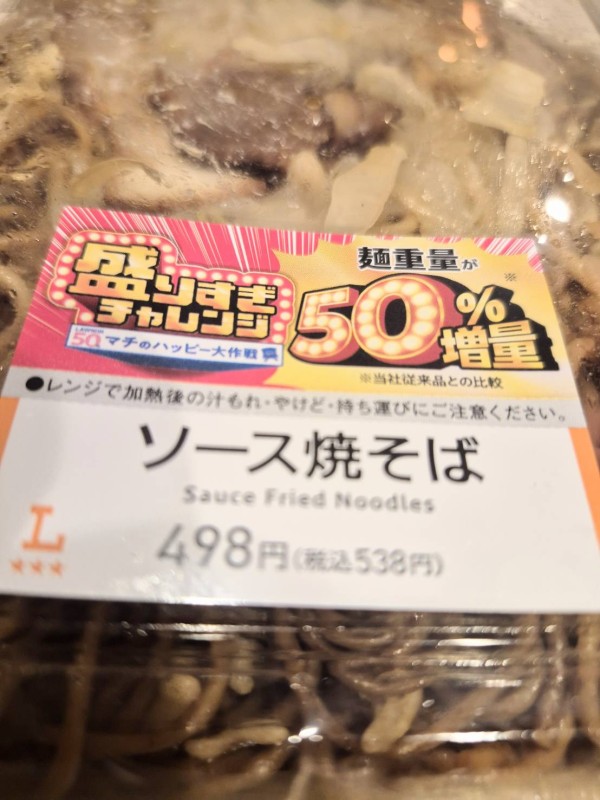 盛りすぎ
チャレンジ
LAWSON
50th マチのハッピー大作戦
麺重量が
50%増量※
※当社従来品との比較
●レンジで加熱後の汁もれ・やけど・持ち運びにご注意ください。
ソース焼そば
Sauce Fried Noodles
498円(税込538円)
L